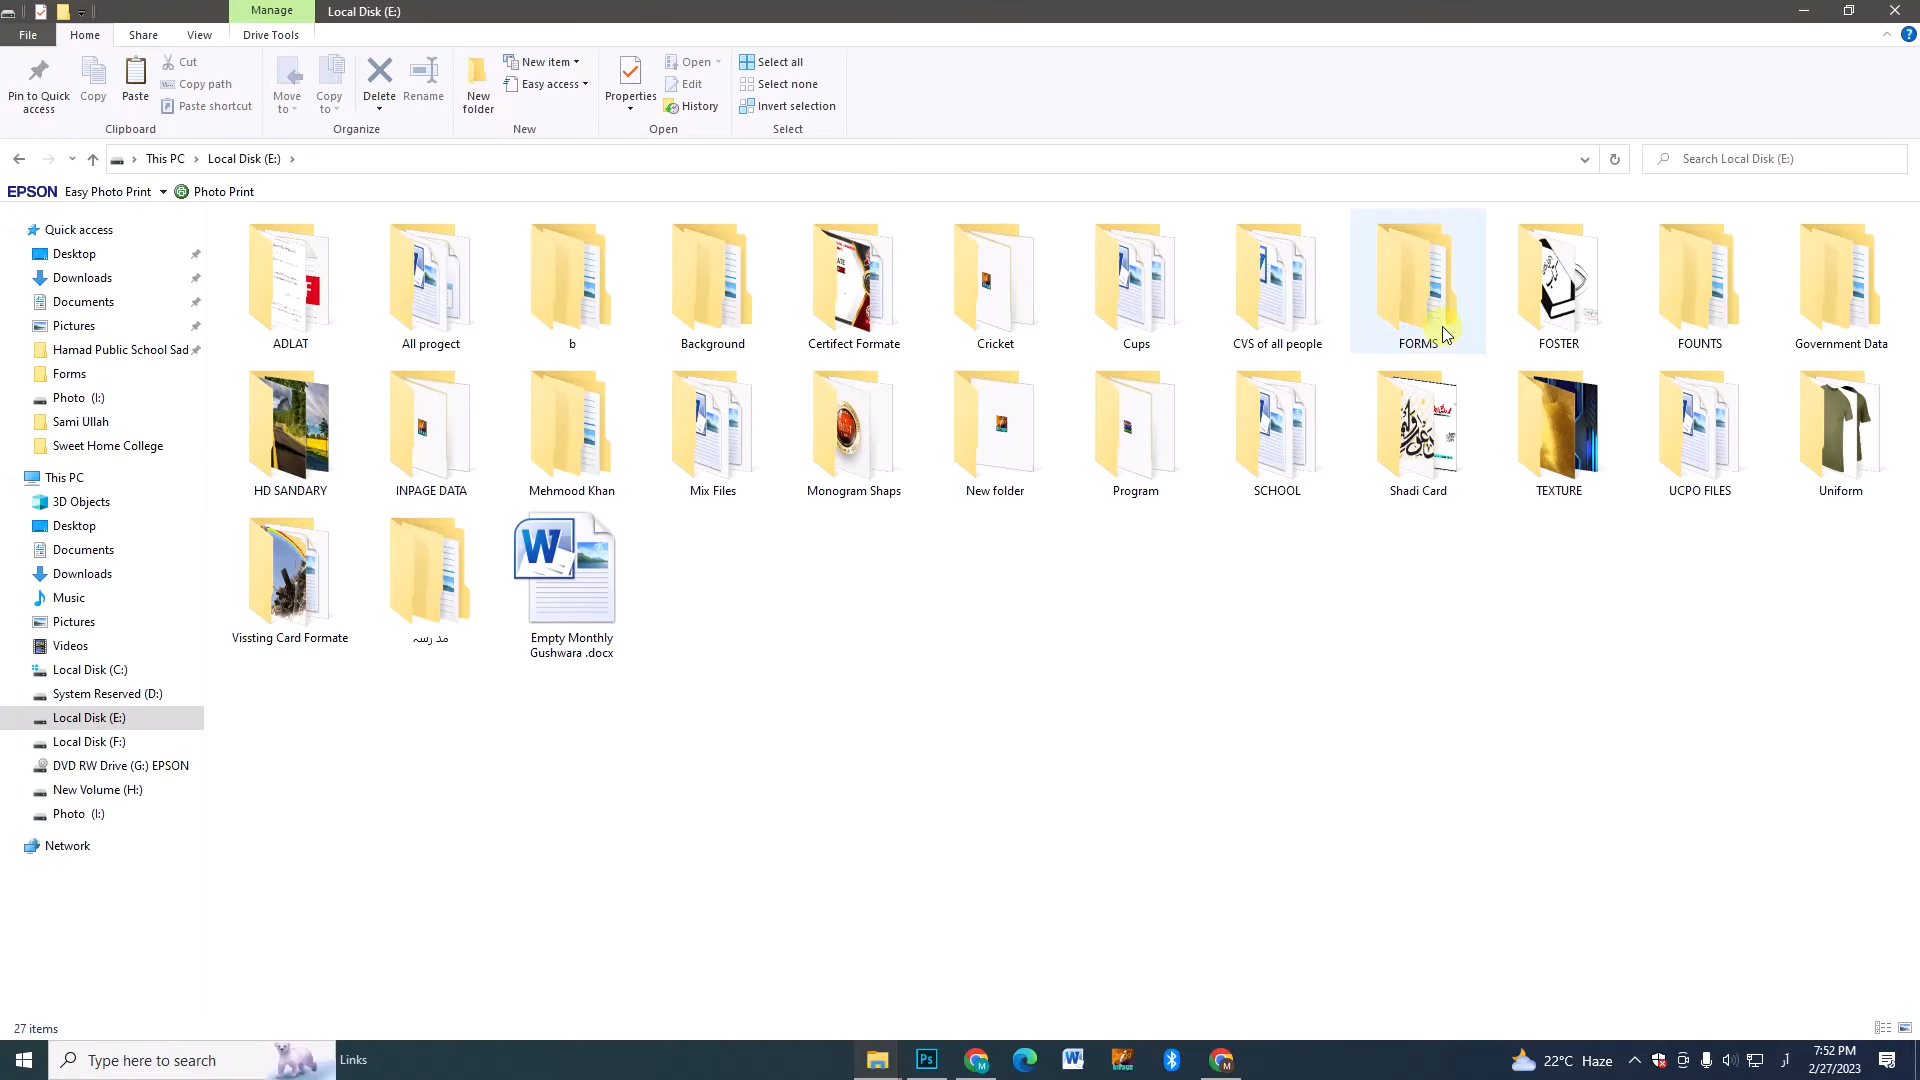 Manage
Local Disk (E:)
File
Home
Share
View
Drive Tools
Pin to Quick access
Copy
Paste
Cut
Copy path
Paste shortcut
Clipboard
Move to
Copy to
Delete
Rename
Organize
New folder
New item
Easy access
New
Properties
Open
Edit
History
Open
Select all
Select none
Invert selection
Select
This PC
Local Disk (E:)
Search Local Disk (E:)
EPSON Easy Photo Print
Photo Print
Quick access
Desktop
Downloads
Documents
Pictures
Hamad Public School Sad
Forms
Photo (I:)
Sami Ullah
Sweet Home College
This PC
3D Objects
Desktop
Documents
Downloads
Music
Pictures
Videos
Local Disk (C:)
System Reserved (D:)
Local Disk (E:)
Local Disk (F:)
DVD RW Drive (G:) EPSON
New Volume (H:)
Photo (I:)
Network
ADLAT
All progect
b
Background
Certifect Formate
Cricket
Cups
CVS of all people
FORMS
FOSTER
FOUNTS
Government Data
HD SANDARY
INPAGE DATA
Mehmood Khan
Mix Files
Monogram Shaps
New folder
Program
SCHOOL
Shadi Card
TEXTURE
UCPO FILES
Uniform
Vissting Card Formate
مد رسہ
Empty Monthly
Gushwara .docx
27 items
Type here to search
Links
22°C Haze
7:52 PM
2/27/2023